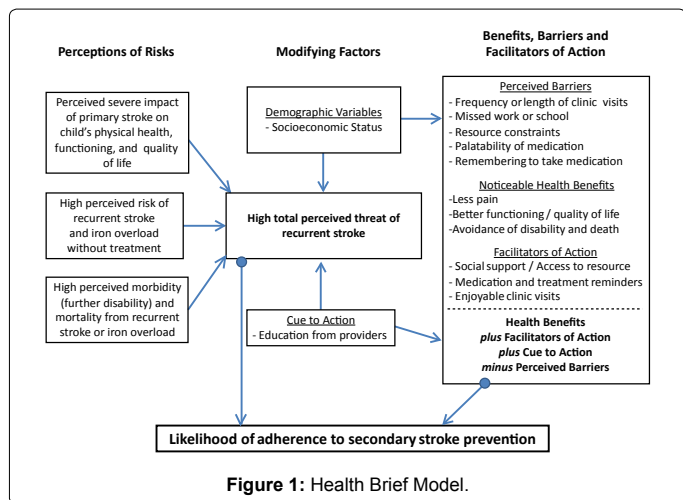 Perceptions of Risks
Modifying Factors
Benefits, Barriers and
Facilitators of Action
Perceived severe impact
of primary stroke on
child's physical health,
functioning, and quality
of life
High perceived risk of
recurrent stroke
and iron overload
without treatment
High perceived morbidity
(further disability) and
mortality from recurrent
stroke or iron overload
Demographic Variables
- Socioeconomic Status
High total perceived threat of
recurrent stroke
Cue to Action
- Education from providers
Perceived Barriers
- Frequency or length of clinic visits
- Missed work or school
- Resource constraints
- Palatability of medication
- Remembering to take medication
Noticeable Health Benefits
-Less pain
-Better functioning / quality of life
-Avoidance of disability and death
Facilitators of Action
- Social support / Access to resource
- Medication and treatment reminders
- Enjoyable clinic visits
Health Benefits
plus Facilitators of Action
plus Cue to Action
minus Perceived Barriers
Likelihood of adherence to secondary stroke prevention
Figure 1: Health Brief Model.